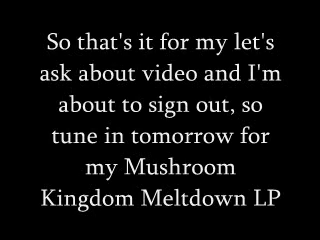 So that's it for my let's
ask about video and I'm
about to sign out, so
tune in tomorrow for
my Mushroom
Kingdom Meltdown LP